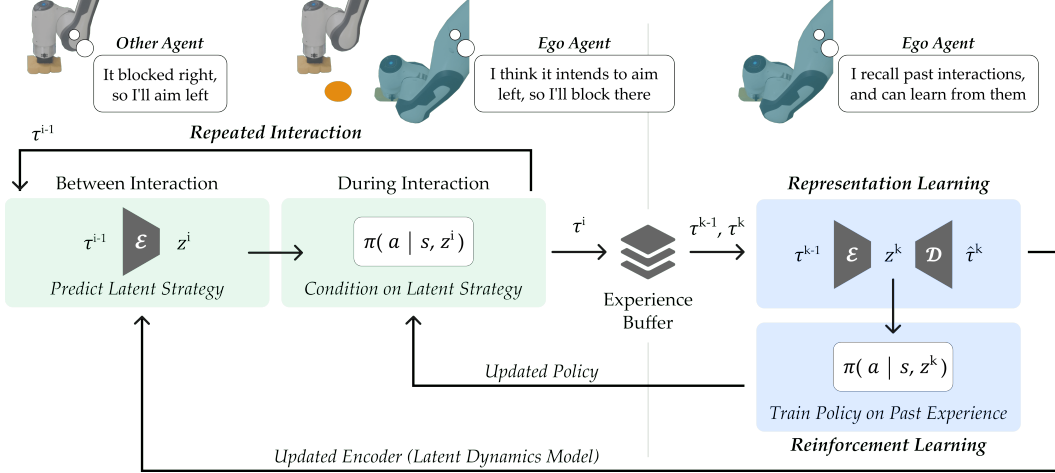 Other Agent
It blocked right,
so I'll aim left
Ego Agent
I think it intends to aim
left, so I'll block there
Ego Agent
I recall past interactions,
and can learn from them
τ^{i-1}
Repeated Interaction
Between Interaction
During Interaction
Representation Learning
τ^{i-1} ℰ z^i
π( a | s, z^i )
τ^i
τ^{k-1}, τ^k
τ^{k-1} ℰ z^k 𝒟 τ̂^k
Predict Latent Strategy
Condition on Latent Strategy
Experience
Buffer
π( a | s, z^k )
Updated Policy
Train Policy on Past Experience
Reinforcement Learning
Updated Encoder (Latent Dynamics Model)